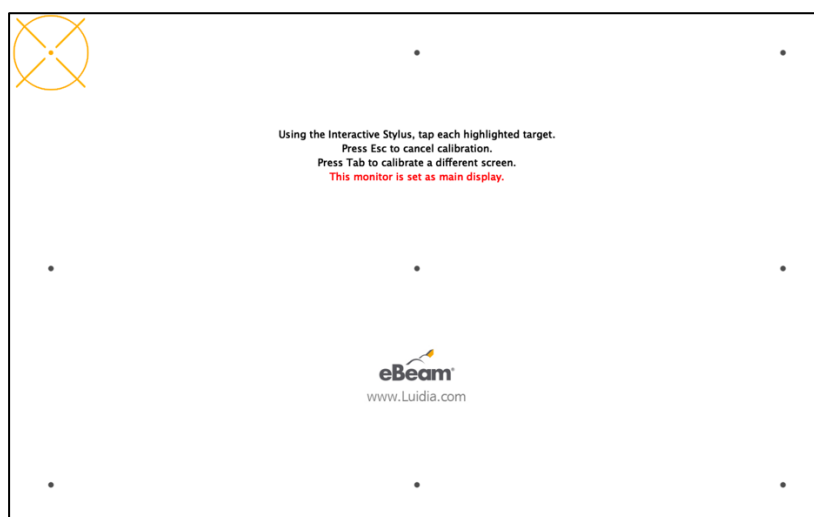 Using the Interactive Stylus, tap each highlighted target.
Press Esc to cancel calibration.
Press Tab to calibrate a different screen.
This monitor is set as main display.
eBeam
www.Luidia.com